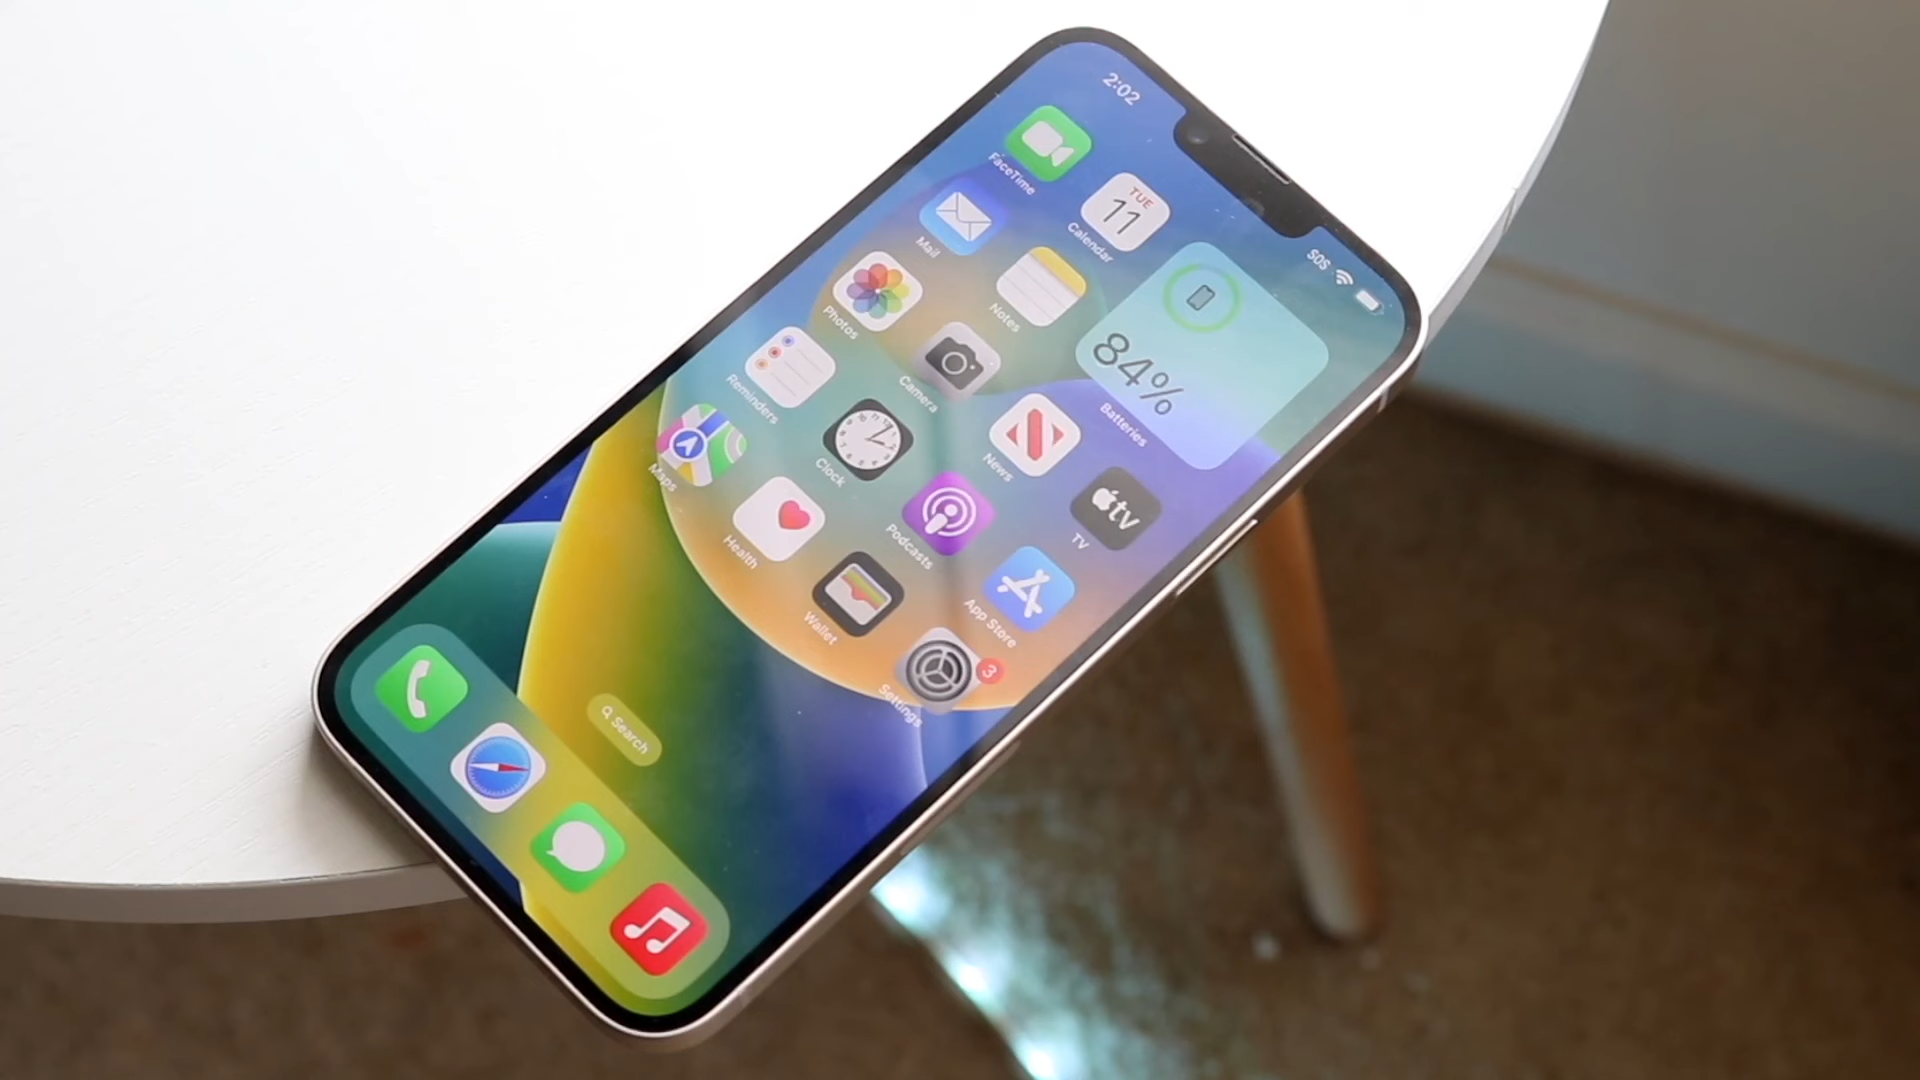 2:02
SOS
FaceTime
TUE
11
Calendar
84%
Batteries
Mail
Notes
Photos
Camera
News
tv
TV
Reminders
Clock
Podcasts
App Store
Maps
Health
Wallet
3
Settings
Search